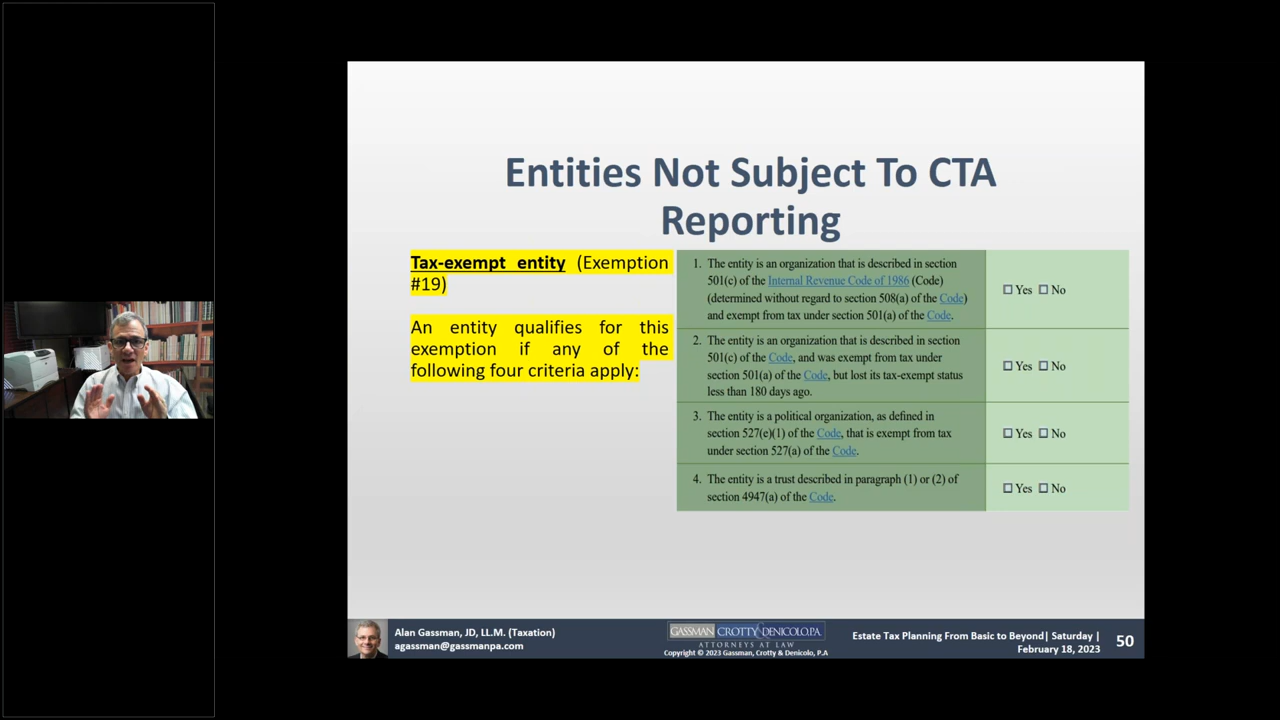 Entities Not Subject To CTA
Reporting
Tax-exempt entity (Exemption
#19)
An entity qualifies for this
exemption if any of the
following four criteria apply:
1. The entity is an organization that is described in section
501(c) of the Internal Revenue Code of 1986 (Code)
(determined without regard to section 508(a) of the Code)
and exempt from tax under section 501(a) of the Code.
Yes No
2. The entity is an organization that is described in section
501(c) of the Code, and was exempt from tax under
section 501(a) of the Code, but lost its tax-exempt status
less than 180 days ago.
Yes No
3. The entity is a political organization, as defined in
section 527(e)(1) of the Code, that is exempt from tax
under section 527(a) of the Code.
Yes No
4. The entity is a trust described in paragraph (1) or (2) of
section 4947(a) of the Code.
Yes No
Alan Gassman, JD, LL.M. (Taxation)
agassman@gassmanpa.com
GASSMAN CROTTY DENICOLO, P.A.
ATTORNEYS AT LAW
Copyright © 2023 Gassman, Crotty & Denicolo, P.A
Estate Tax Planning From Basic to Beyond| Saturday |
February 18, 2023
50